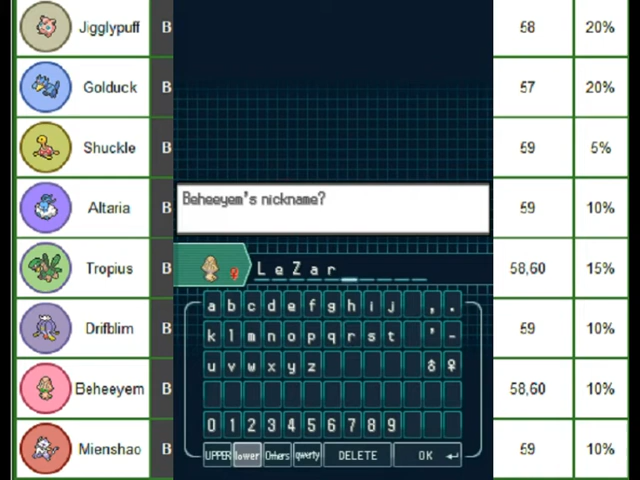 Jigglypuff B 58 20%
Golduck B 57 20%
Shuckle B 59 5%
Altaria B 59 10%
Beheeyem's nickname?
Tropius B LeZar 58,60 15%
a b c d e f g h i j , .
Drifblim B 59 10%
k l m n o p q r s t ' -
u v w x y z ♂ ♀
Beheeyem B 58,60 10%
0 1 2 3 4 5 6 7 8 9
Mienshao B 59 10%
UPPER lower Others qwerty DELETE OK